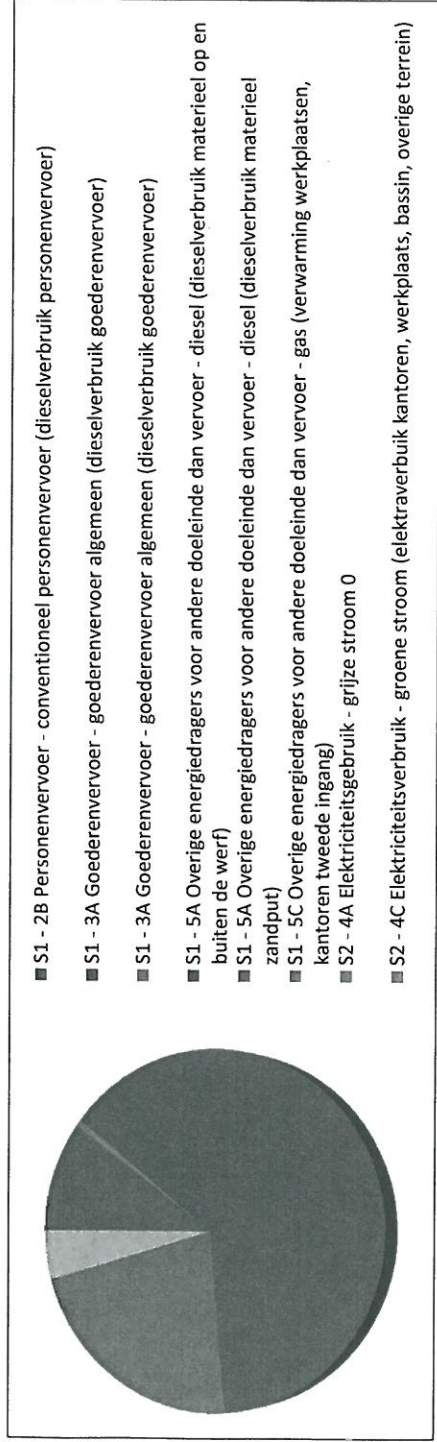 S1 - 2B Personenvervoer - conventioneel personenvervoer (dieselverbruik personenvervoer)
S1 - 3A Goederenvervoer - goederenvervoer algemeen (dieselverbruik goederenvervoer)
S1 - 3A Goederenvervoer - goederenvervoer algemeen (dieselverbruik goederenvervoer)
S1 - 5A Overige energiedragers voor andere doeleinde dan vervoer - diesel (dieselverbruik materieel op en
buiten de werf)
S1 - 5A Overige energiedragers voor andere doeleinde dan vervoer - diesel (dieselverbruik materieel
zandput)
S1 - 5C Overige energiedragers voor andere doeleinde dan vervoer - gas (verwarming werkplaatsen,
kantoren tweede ingang)
S2 - 4A Elektriciteitsgebruik - grijze stroom 0
S2 - 4C Elektriciteitsverbruik - groene stroom (elektraverbuik kantoren, werkplaats, bassin, overige terrein)